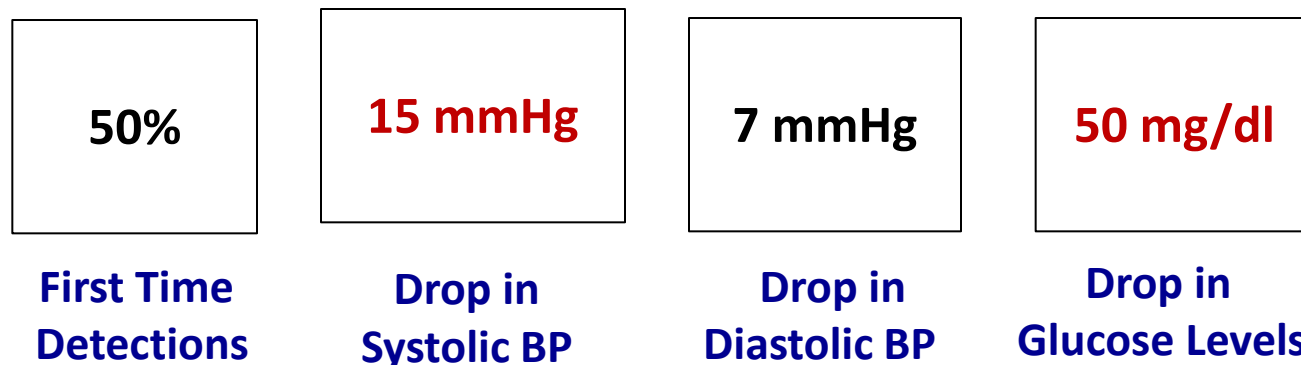 50%
15 mmHg
7 mmHg
50 mg/dl
First Time
Detections
Drop in
Systolic BP
Drop in
Diastolic BP
Drop in
Glucose Levels